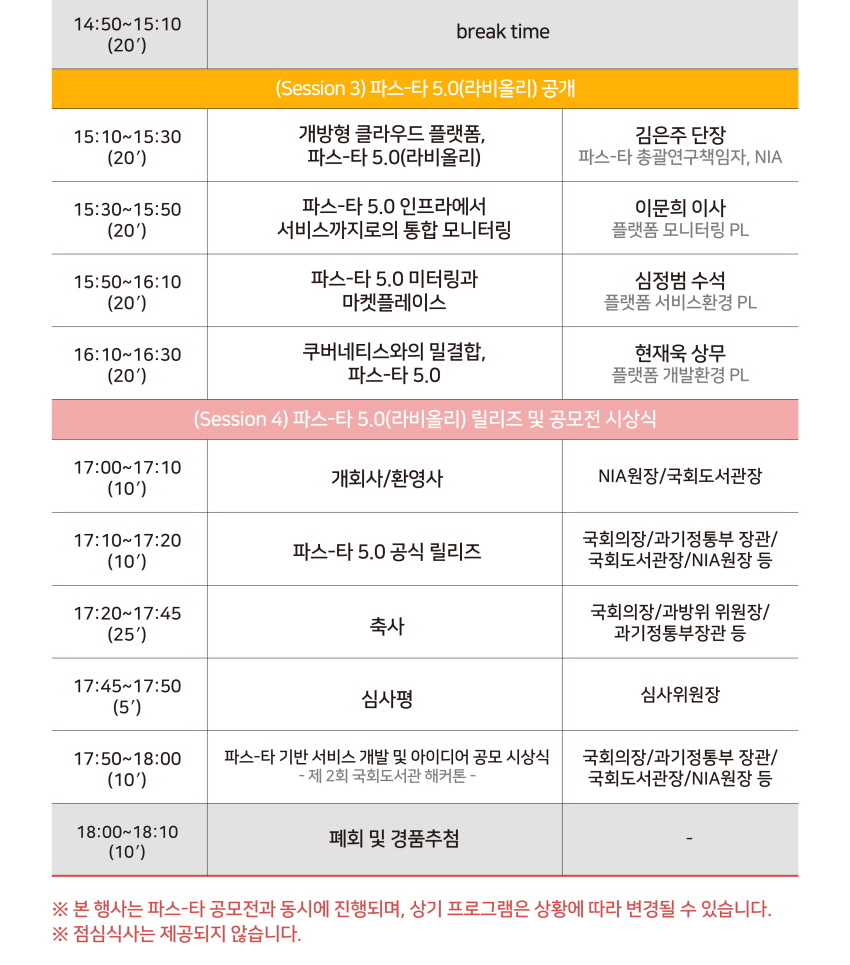 14:50~15:10
(20′)
break time
(Session 3) 파스-타 5.0(라비올리) 공개
15:10~15:30
(20′)
개방형 클라우드 플랫폼,
파스-타 5.0(라비올리)
김은주 단장
파스-타 총괄연구책임자, NIA
15:30~15:50
(20′)
파스-타 5.0 인프라에서
서비스까지로의 통합 모니터링
이문희 이사
플랫폼 모니터링 PL
15:50~16:10
(20′)
파스-타 5.0 미터링과
마켓플레이스
심정범 수석
플랫폼 서비스환경 PL
16:10~16:30
(20′)
쿠버네티스와의 밀결합,
파스-타 5.0
현재욱 상무
플랫폼 개발환경 PL
(Session 4) 파스-타 5.0(라비올리) 릴리즈 및 공모전 시상식
17:00~17:10
(10′)
개회사/환영사
NIA원장/국회도서관장
17:10~17:20
(10′)
파스-타 5.0 공식 릴리즈
국회의장/과기정통부 장관/
국회도서관장/NIA원장 등
17:20~17:45
(25′)
축사
국회의장/과방위 위원장/
과기정통부장관 등
17:45~17:50
(5′)
심사평
심사위원장
17:50~18:00
(10′)
파스-타 기반 서비스 개발 및 아이디어 공모 시상식
- 제 2회 국회도서관 해커톤 -
국회의장/과기정통부 장관/
국회도서관장/NIA원장 등
18:00~18:10
(10′)
폐회 및 경품추첨
-
※ 본 행사는 파스-타 공모전과 동시에 진행되며, 상기 프로그램은 상황에 따라 변경될 수 있습니다.
※ 점심식사는 제공되지 않습니다.